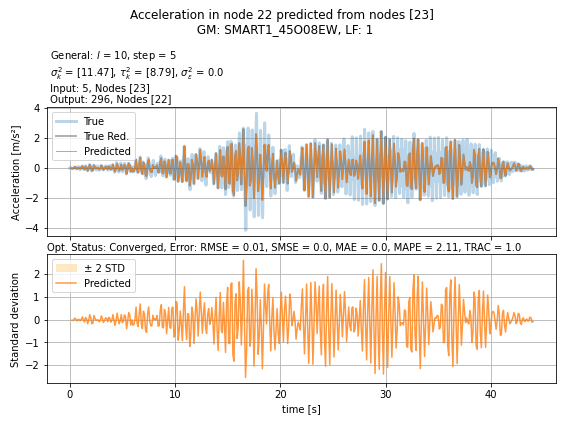 Acceleration in node 22 predicted from nodes [23]
GM: SMART1_45O08EW, LF: 1
General: l = 10, step = 5
σ²ₖ = [11.47], τ²ₖ = [8.79], σ²ε = 0.0
Input: 5, Nodes [23]
Output: 296, Nodes [22]
Acceleration [m/s²]
4
2
0
−2
−4
True
True Red.
Predicted
Opt. Status: Converged, Error: RMSE = 0.01, SMSE = 0.0, MAE = 0.0, MAPE = 2.11, TRAC = 1.0
Standard deviation
2
1
0
−1
−2
± 2 STD
Predicted
0 10 20 30 40
time [s]